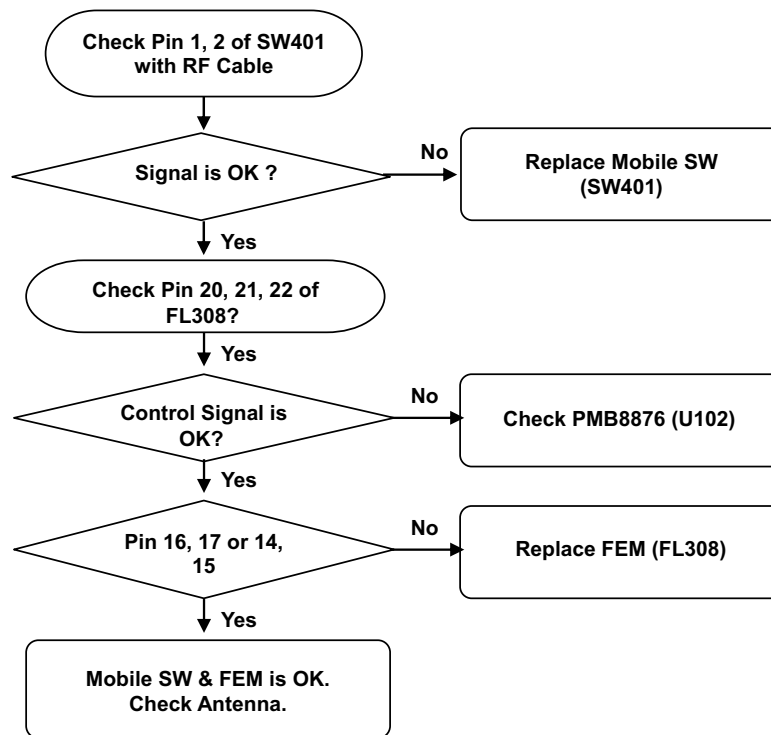 Check Pin 1, 2 of SW401
with RF Cable
Signal is OK ?
No
Replace Mobile SW
(SW401)
Yes
Check Pin 20, 21, 22 of
FL308?
Yes
Control Signal is
OK?
No
Check PMB8876 (U102)
Yes
Pin 16, 17 or 14,
15
No
Replace FEM (FL308)
Yes
Mobile SW & FEM is OK.
Check Antenna.